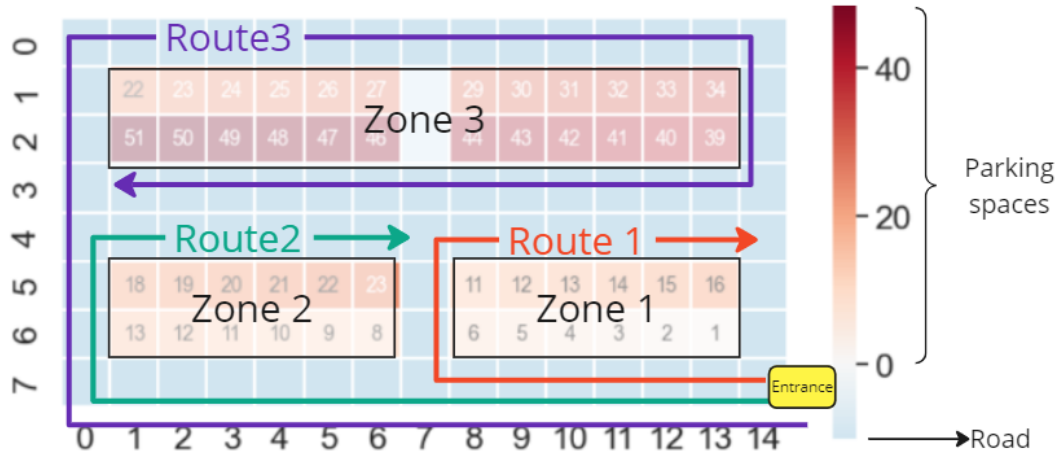 Route3
0
1
2
3
4
5
6
7
22 23 24 25 26 27 29 30 31 32 33 34
Zone 3
51 50 49 48 47 46 44 43 42 41 40 39
Route2
Route 1
18 19 20 21 22 23 11 12 13 14 15 16
Zone 2
Zone 1
13 12 11 10 9 8 6 5 4 3 2 1
Entrance
0 1 2 3 4 5 6 7 8 9 10 11 12 13 14
40
20
0
Parking
spaces
Road